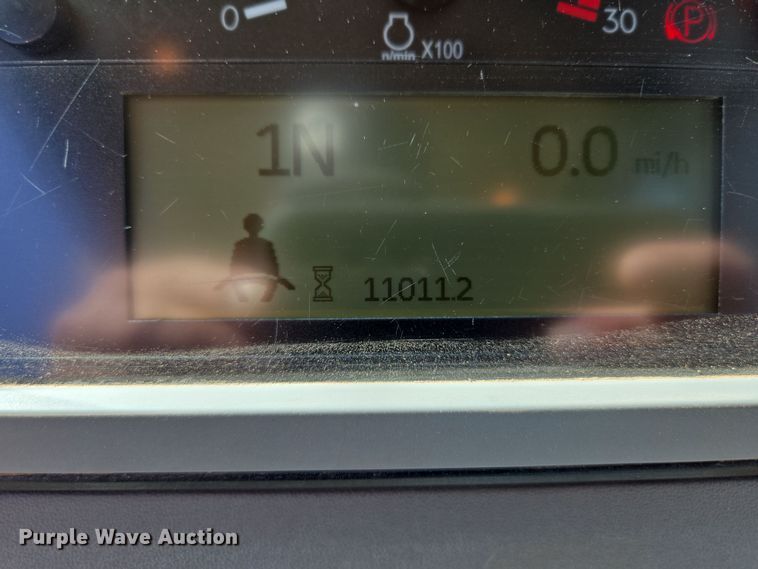 0
30
P
n/min X100
1N 0.0 mi/h
11011.2
Purple Wave Auction